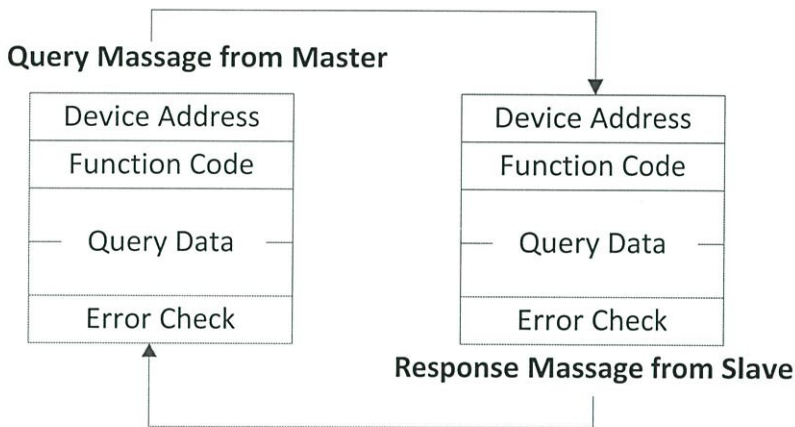 Query Massage from Master
Device Address
Function Code
Query Data
Error Check
Device Address
Function Code
Query Data
Error Check
Response Massage from Slave